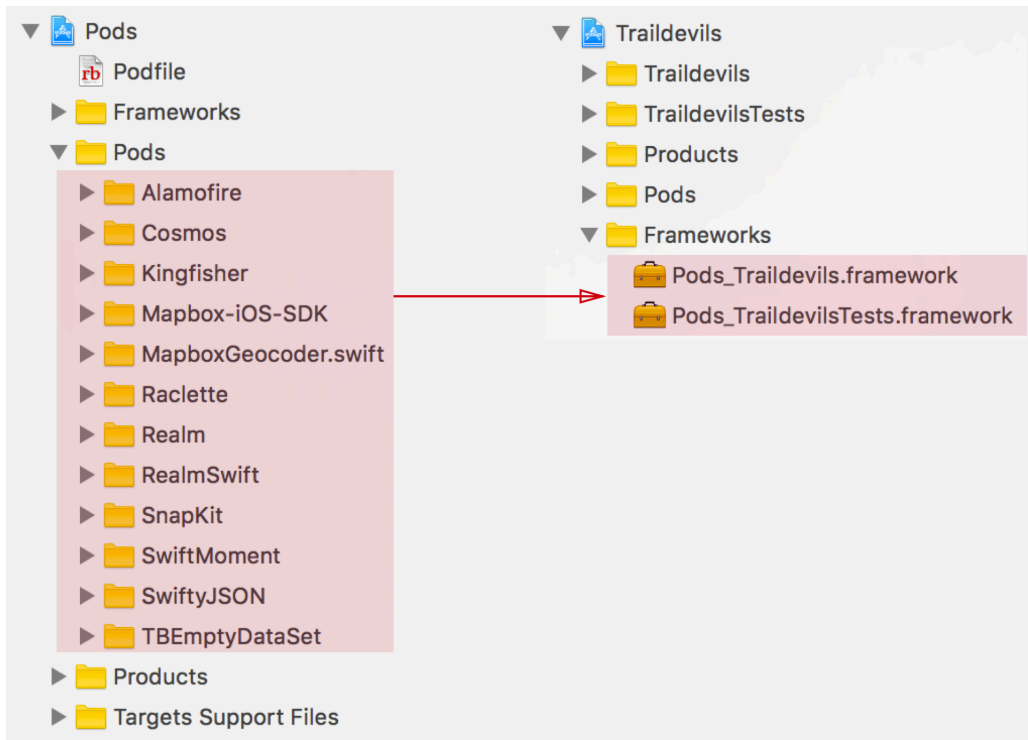 Pods
Podfile
Frameworks
Pods
Alamofire
Cosmos
Kingfisher
Mapbox-iOS-SDK
MapboxGeocoder.swift
Raclette
Realm
RealmSwift
SnapKit
SwiftMoment
SwiftyJSON
TBEmptyDataSet
Products
Targets Support Files
Traildevils
Traildevils
TraildevilsTests
Products
Pods
Frameworks
Pods_Traildevils.framework
Pods_TraildevilsTests.framework